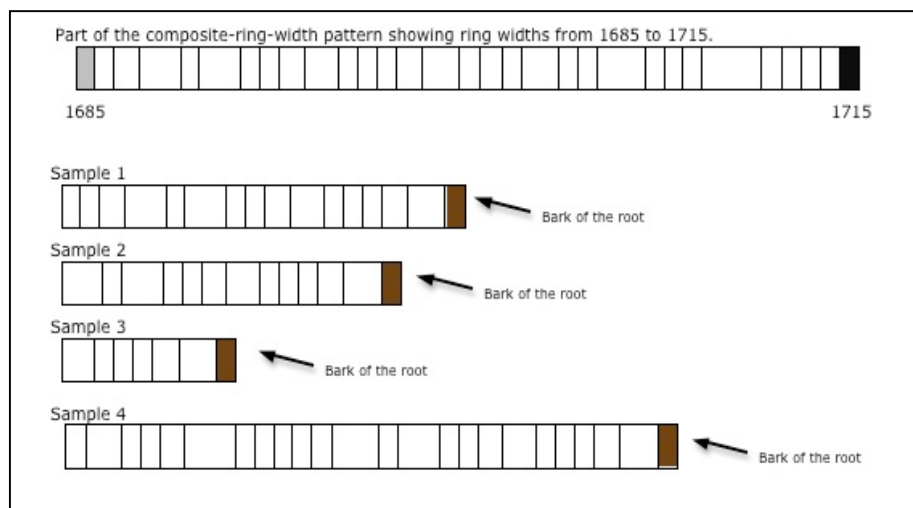 Part of the composite-ring-width pattern showing ring widths from 1685 to 1715.
1685 1715
Sample 1
Bark of the root
Sample 2
Bark of the root
Sample 3
Bark of the root
Sample 4
Bark of the root